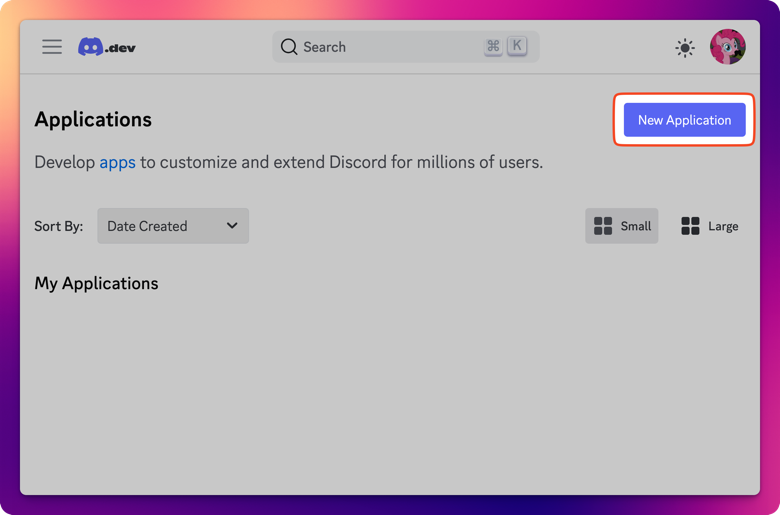 .dev
Search
⌘ K
Applications
New Application
Develop apps to customize and extend Discord for millions of users.
Sort By:
Date Created
Small
Large
My Applications